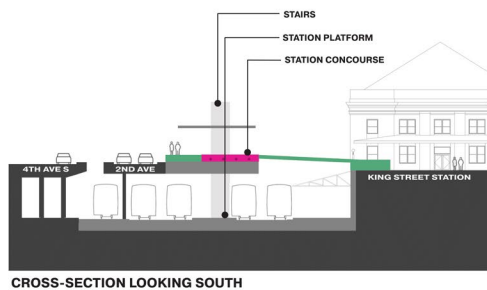 STAIRS
STATION PLATFORM
STATION CONCOURSE
4TH AVE S
2ND AVE
KING STREET STATION
CROSS-SECTION LOOKING SOUTH